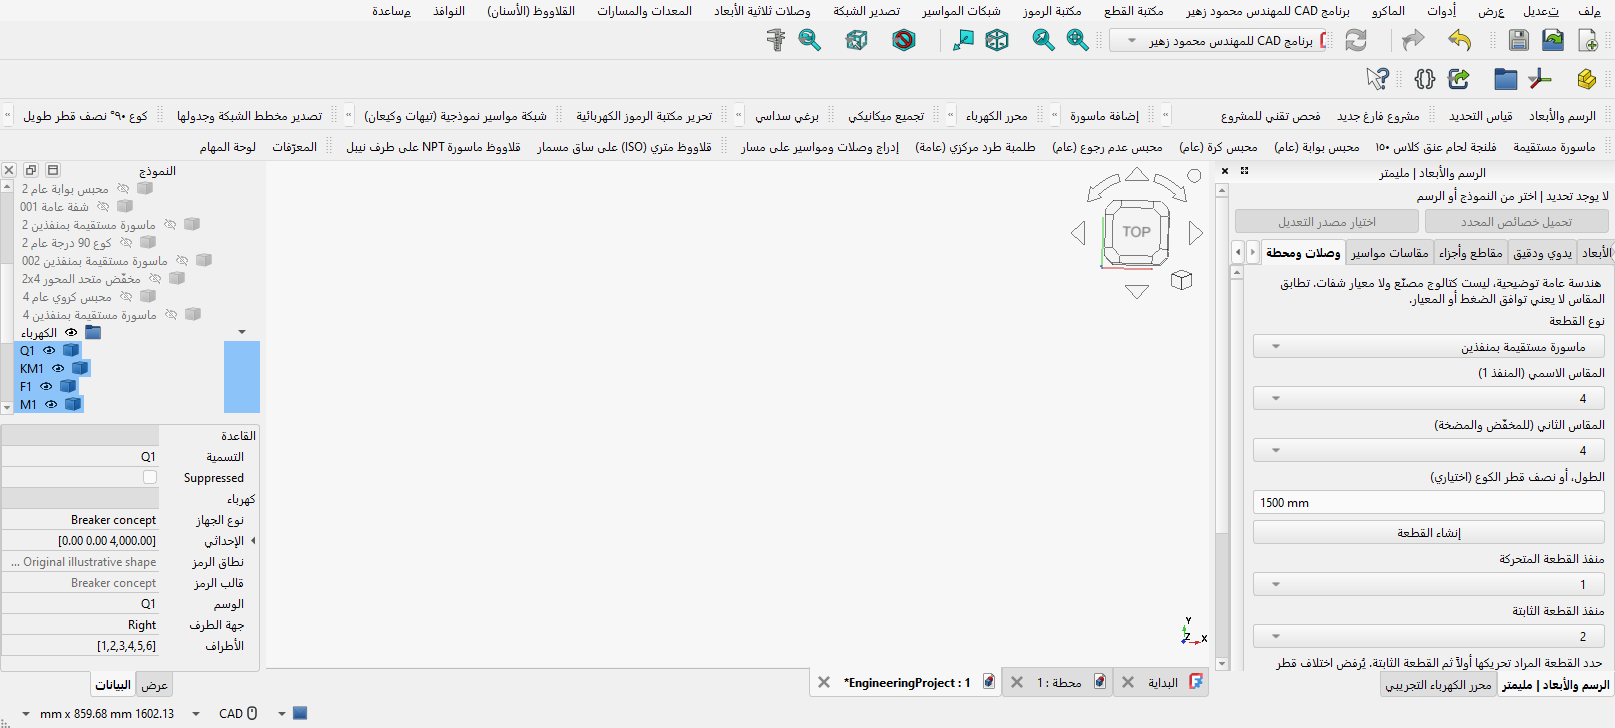 ملف	عرض	تعديل	أدوات	الماكرو	برنامج CAD للمهندس محمود زهير	مكتبة القطع	مكتبة الرموز	شبكات المواسير	تصدير الشبكة	وصلات ثلاثية الأبعاد	المعدات والمسارات	القلاووظ (الأسنان)	النوافذ	مساعدة
برنامج CAD للمهندس محمود زهير
الرسم والأبعاد	قياس التحديد	مشروع فارغ جديد	فحص تقني للمشروع	»	إضافة ماسورة	»	محرر الكهرباء	»	تجميع ميكانيكي	برغي سداسي	»	تحرير مكتبة الرموز الكهربائية	شبكة مواسير نموذجية (تيهات وكيعان)	»	تصدير مخطط الشبكة وجدولها	كوع ٩٠° نصف قطر طويل	»
ماسورة مستقيمة	فلنجة لحام عنق كلاس ١٥٠	محبس بوابة (عام)	محبس كرة (عام)	محبس عدم رجوع (عام)	طلمبة طرد مركزي (عامة)	إدراج وصلات ومواسير على مسار	قلاووظ متري (ISO) على ساق مسمار	قلاووظ ماسورة NPT على طرف نيبل	المعرّفات	لوحة المهام
الرسم والأبعاد | مليمتر
لا يوجد تحديد | اختر من النموذج أو الرسم
تحميل خصائص المحدد	اختيار مصدر التعديل
الأبعاد	يدوي ودقيق	مقاطع وأجزاء	مقاسات مواسير	وصلات ومحطة
هندسة عامة توضيحية، ليست كتالوج مصنّع ولا معيار شفات. تطابق
المقاس لا يعني توافق الضغط أو المعيار.
نوع القطعة
ماسورة مستقيمة بمنفذين
المقاس الاسمي (المنفذ 1)
4
المقاس الثاني (للمخفّض والمضخة)
4
الطول، أو نصف قطر الكوع (اختياري)
1500 mm
إنشاء القطعة
منفذ القطعة المتحركة
1
منفذ القطعة الثابتة
2
حدد القطعة المراد تحريكها أولاً ثم القطعة الثابتة. يُرفض اختلاف قطر
الرسم والأبعاد | مليمتر	محرر الكهرباء التجريبي
TOP
Y
Z X
النموذج
محبس بوابة عام 2
شفة عامة 001
ماسورة مستقيمة بمنفذين 2
كوع 90 درجة عام 2
ماسورة مستقيمة بمنفذين 002
مخفّض متحد المحور 2x4
محبس كروي عام 4
ماسورة مستقيمة بمنفذين 4
الكهرباء
Q1
KM1
F1
M1
القاعدة
التسمية	Q1
Suppressed
كهرباء
نوع الجهاز	Breaker concept
الإحداثي	[0.00 0.00 4,000.00]
نطاق الرمز	Original illustrative shape ...
قالب الرمز	Breaker concept
الوسم	Q1
جهة الطرف	Right
الأطراف	[1,2,3,4,5,6]
عرض	البيانات
البداية	محطة : 1	EngineeringProject : 1*
CAD	mm x 859.68 mm 1602.13